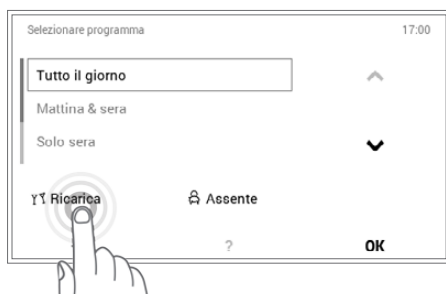 Selezionare programma 17:00
Tutto il giorno
Mattina & sera
Solo sera
Ricarica Assente
? OK